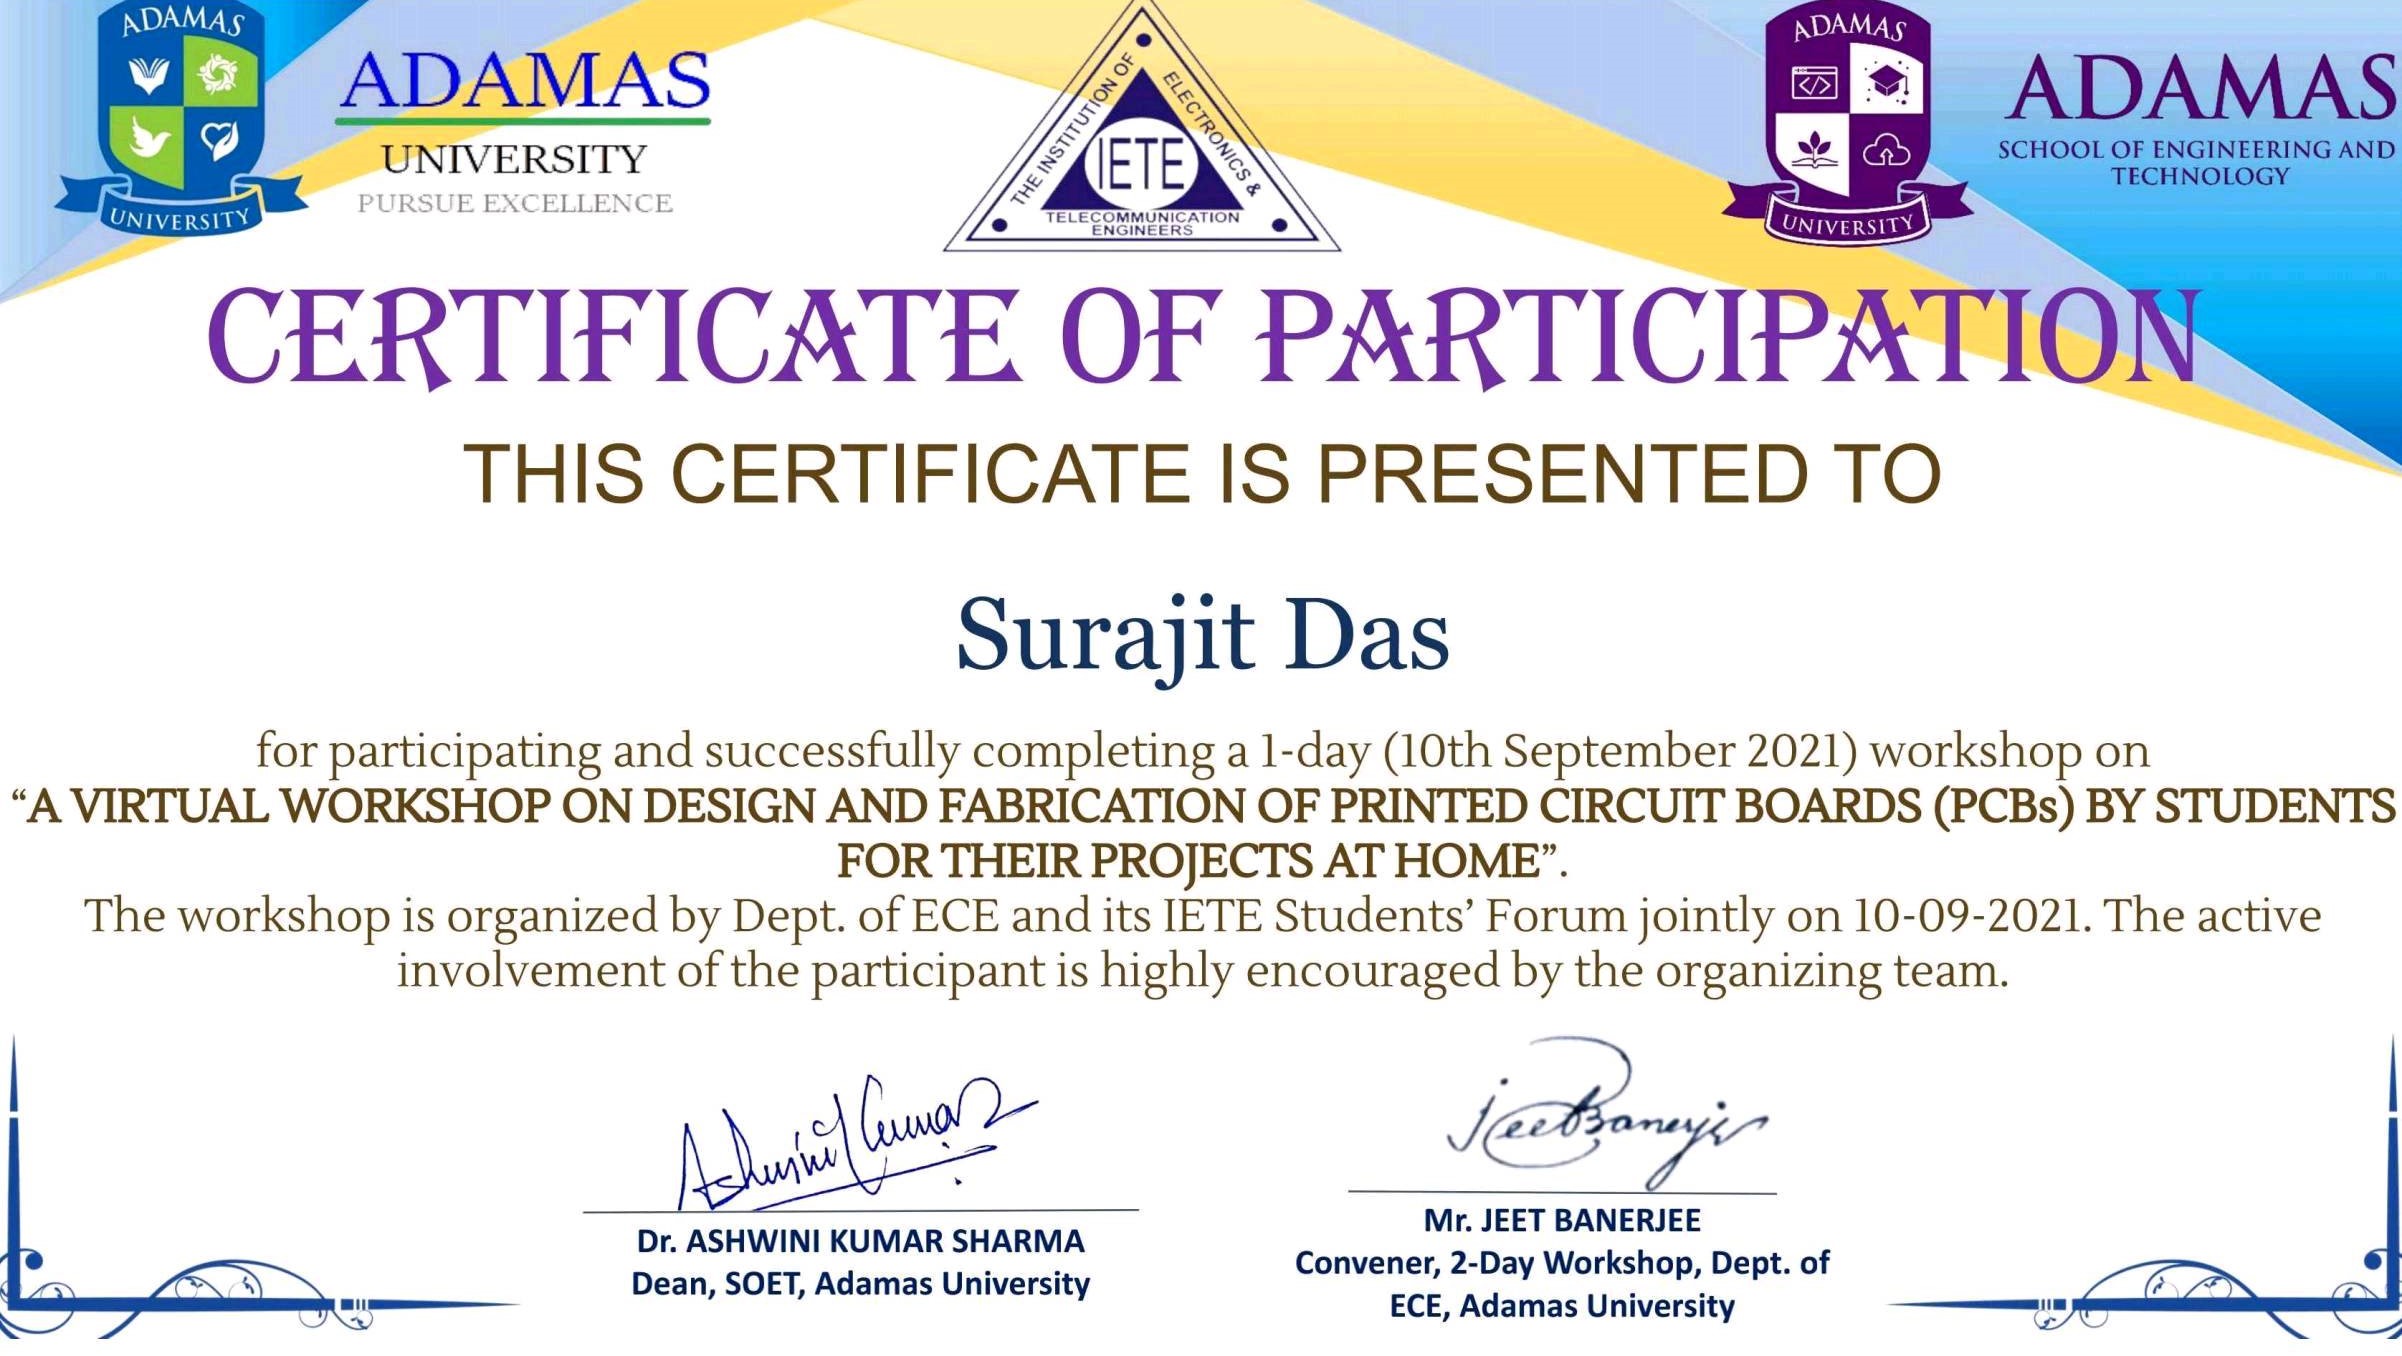 ADAMAS
UNIVERSITY
ADAMAS
UNIVERSITY
PURSUE EXCELLENCE
THE INSTITUTION OF
ELECTRONICS &
IETE
TELECOMMUNICATION
ENGINEERS
ADAMAS
UNIVERSITY
ADAMAS
SCHOOL OF ENGINEERING AND
TECHNOLOGY
CERTIFICATE OF PARTICIPATION
THIS CERTIFICATE IS PRESENTED TO
Surajit Das
for participating and successfully completing a 1-day (10th September 2021) workshop on
“A VIRTUAL WORKSHOP ON DESIGN AND FABRICATION OF PRINTED CIRCUIT BOARDS (PCBs) BY STUDENTS
FOR THEIR PROJECTS AT HOME”.
The workshop is organized by Dept. of ECE and its IETE Students’ Forum jointly on 10-09-2021. The active
involvement of the participant is highly encouraged by the organizing team.
Ashwini Kumar
Jeet Banerjee
Dr. ASHWINI KUMAR SHARMA
Dean, SOET, Adamas University
Mr. JEET BANERJEE
Convener, 2-Day Workshop, Dept. of
ECE, Adamas University